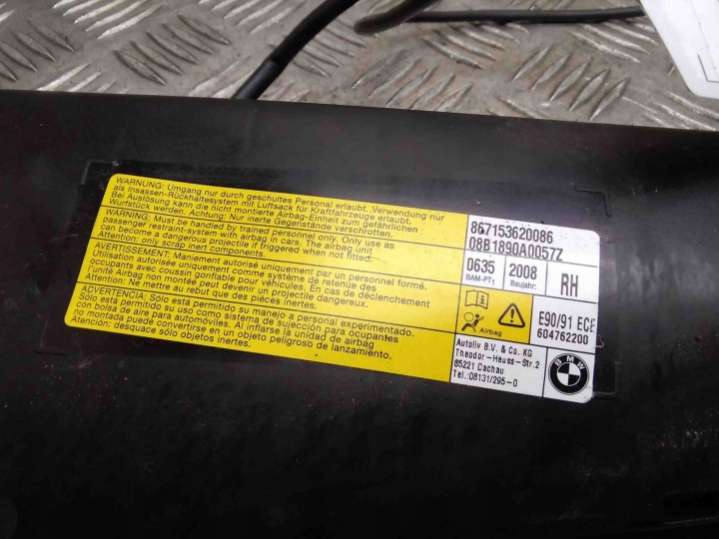 WARNUNG: Umgang nur durch geschultes Personal erlaubt. Verwendung nur
als Insassen-Rückhaltesystem mit Luftsack für Kraftfahrzeuge erlaubt.
Bei Auslösung kann die nicht montierte Airbag-Einheit zum gefährlichen
Wurfstück werden. Achtung: Nur inerte Gegenstände verschrotten.
WARNING: Must be handled by trained personnel only. Use only as
passenger restraint-system with airbag in cars. The airbag unit
can become a dangerous projectile if triggered when not fitted.
Attention: only scrap inert components.
AVERTISSEMENT: Maniement autorisé uniquement par un personnel formé.
Utilisation autorisée uniquement comme système de retenue des
occupants avec coussin gonflable pour véhicules. En cas de déclenchement
l'unité Airbag non montée peut devenir un projectile dangereux.
Attention: Ne mettre au rebut que des pièces inertes.
ADVERTENCIA: Sólo está permitido su manejo a personal experimentado.
Sólo está permitido su uso como sistema de sujección para ocupantes
con bolsa de aire para automóviles. Al inflarse la unidad de airbag
no montada puede convertirse en un objeto peligroso de lanzamiento.
Atención: desguace sólo objetos inertes.
867153620086
08B1890A0057Z
0635
BAM-PT1
2008
Baujahr:
RH
Airbag
E90/91 ECE
604762200
Autoliv B.V. & Co. KG
Theodor-Heuss-Str.2
85221 Dachau
Tel.:08131/295-0
BMW